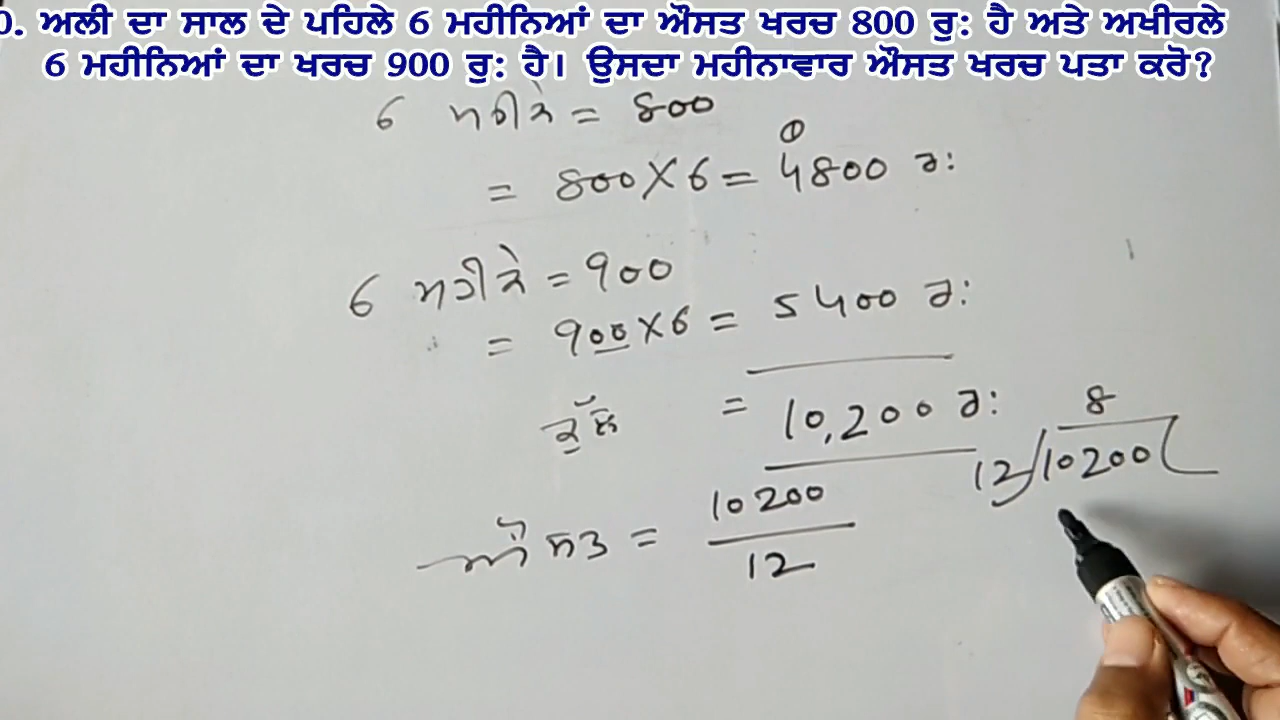 0. ਅਲੀ ਦਾ ਸਾਲ ਦੇ ਪਹਿਲੇ 6 ਮਹੀਨਿਆਂ ਦਾ ਔਸਤ ਖਰਚ 800 ਰੁ: ਹੈ ਅਤੇ ਅਖੀਰਲੇ
6 ਮਹੀਨਿਆਂ ਦਾ ਖਰਚ 900 ਰੁ: ਹੈ। ਉਸਦਾ ਮਹੀਨਾਵਾਰ ਔਸਤ ਖਰਚ ਪਤਾ ਕਰੋ?
6 ਮਹੀਨੇ = 800
= 800 X 6 = 4800 ਰ:
6 ਮਹੀਨੇ = 900
= 900 X 6 = 5400 ਰ:
ਕੁੱਲ = 10,200 ਰ:
ਔਸਤ = 10200
12
8
12 10200